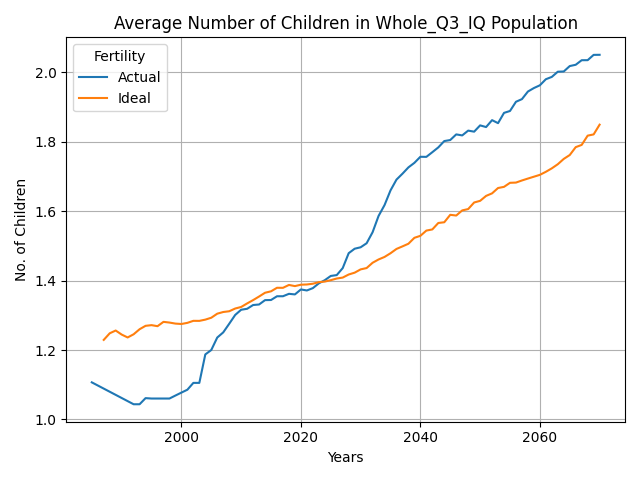 Average Number of Children in Whole_Q3_IQ Population
Fertility
Actual
Ideal
No. of Children
2.0
1.8
1.6
1.4
1.2
1.0
2000 2020 2040 2060
Years